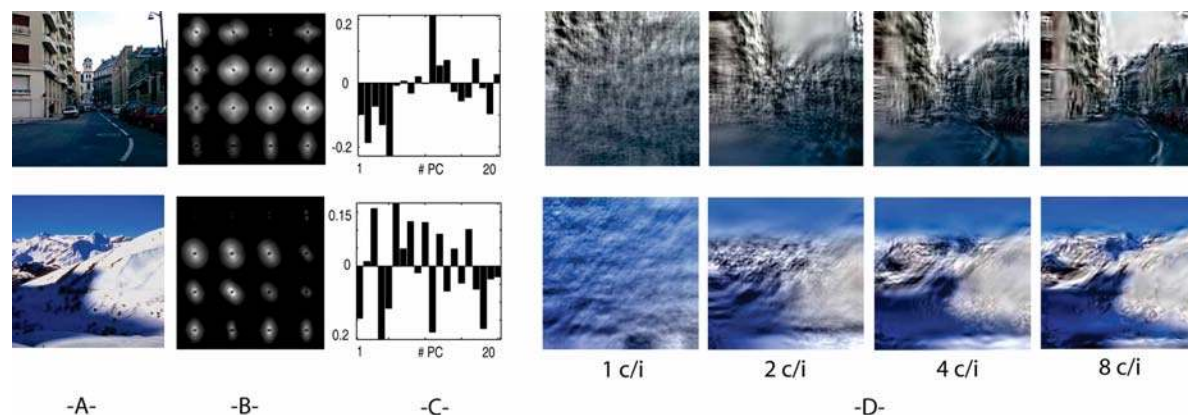 0.2
0
-0.2
1
# PC
20
0.15
0
0.2
1
# PC
20
1 c/i
2 c/i
4 c/i
8 c/i
-A-
-B-
-C-
-D-